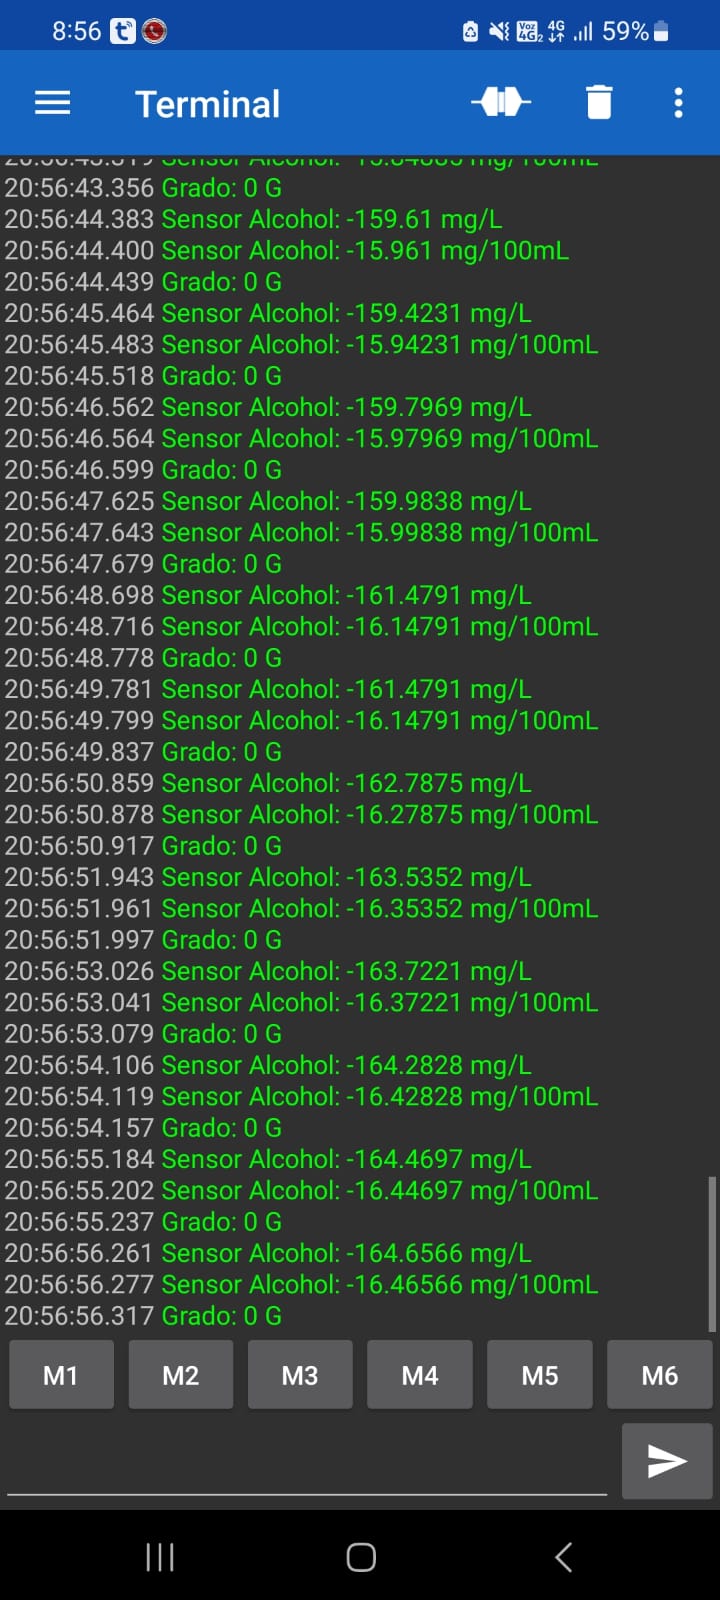 8:56
Voz 4G2 4G 59%
Terminal
Sensor Alcohol:
20:56:43.356 Grado: 0 G
20:56:44.383 Sensor Alcohol: -159.61 mg/L
20:56:44.400 Sensor Alcohol: -15.961 mg/100mL
20:56:44.439 Grado: 0 G
20:56:45.464 Sensor Alcohol: -159.4231 mg/L
20:56:45.483 Sensor Alcohol: -15.94231 mg/100mL
20:56:45.518 Grado: 0 G
20:56:46.562 Sensor Alcohol: -159.7969 mg/L
20:56:46.564 Sensor Alcohol: -15.97969 mg/100mL
20:56:46.599 Grado: 0 G
20:56:47.625 Sensor Alcohol: -159.9838 mg/L
20:56:47.643 Sensor Alcohol: -15.99838 mg/100mL
20:56:47.679 Grado: 0 G
20:56:48.698 Sensor Alcohol: -161.4791 mg/L
20:56:48.716 Sensor Alcohol: -16.14791 mg/100mL
20:56:48.778 Grado: 0 G
20:56:49.781 Sensor Alcohol: -161.4791 mg/L
20:56:49.799 Sensor Alcohol: -16.14791 mg/100mL
20:56:49.837 Grado: 0 G
20:56:50.859 Sensor Alcohol: -162.7875 mg/L
20:56:50.878 Sensor Alcohol: -16.27875 mg/100mL
20:56:50.917 Grado: 0 G
20:56:51.943 Sensor Alcohol: -163.5352 mg/L
20:56:51.961 Sensor Alcohol: -16.35352 mg/100mL
20:56:51.997 Grado: 0 G
20:56:53.026 Sensor Alcohol: -163.7221 mg/L
20:56:53.041 Sensor Alcohol: -16.37221 mg/100mL
20:56:53.079 Grado: 0 G
20:56:54.106 Sensor Alcohol: -164.2828 mg/L
20:56:54.119 Sensor Alcohol: -16.42828 mg/100mL
20:56:54.157 Grado: 0 G
20:56:55.184 Sensor Alcohol: -164.4697 mg/L
20:56:55.202 Sensor Alcohol: -16.44697 mg/100mL
20:56:55.237 Grado: 0 G
20:56:56.261 Sensor Alcohol: -164.6566 mg/L
20:56:56.277 Sensor Alcohol: -16.46566 mg/100mL
20:56:56.317 Grado: 0 G
M1 M2 M3 M4 M5 M6